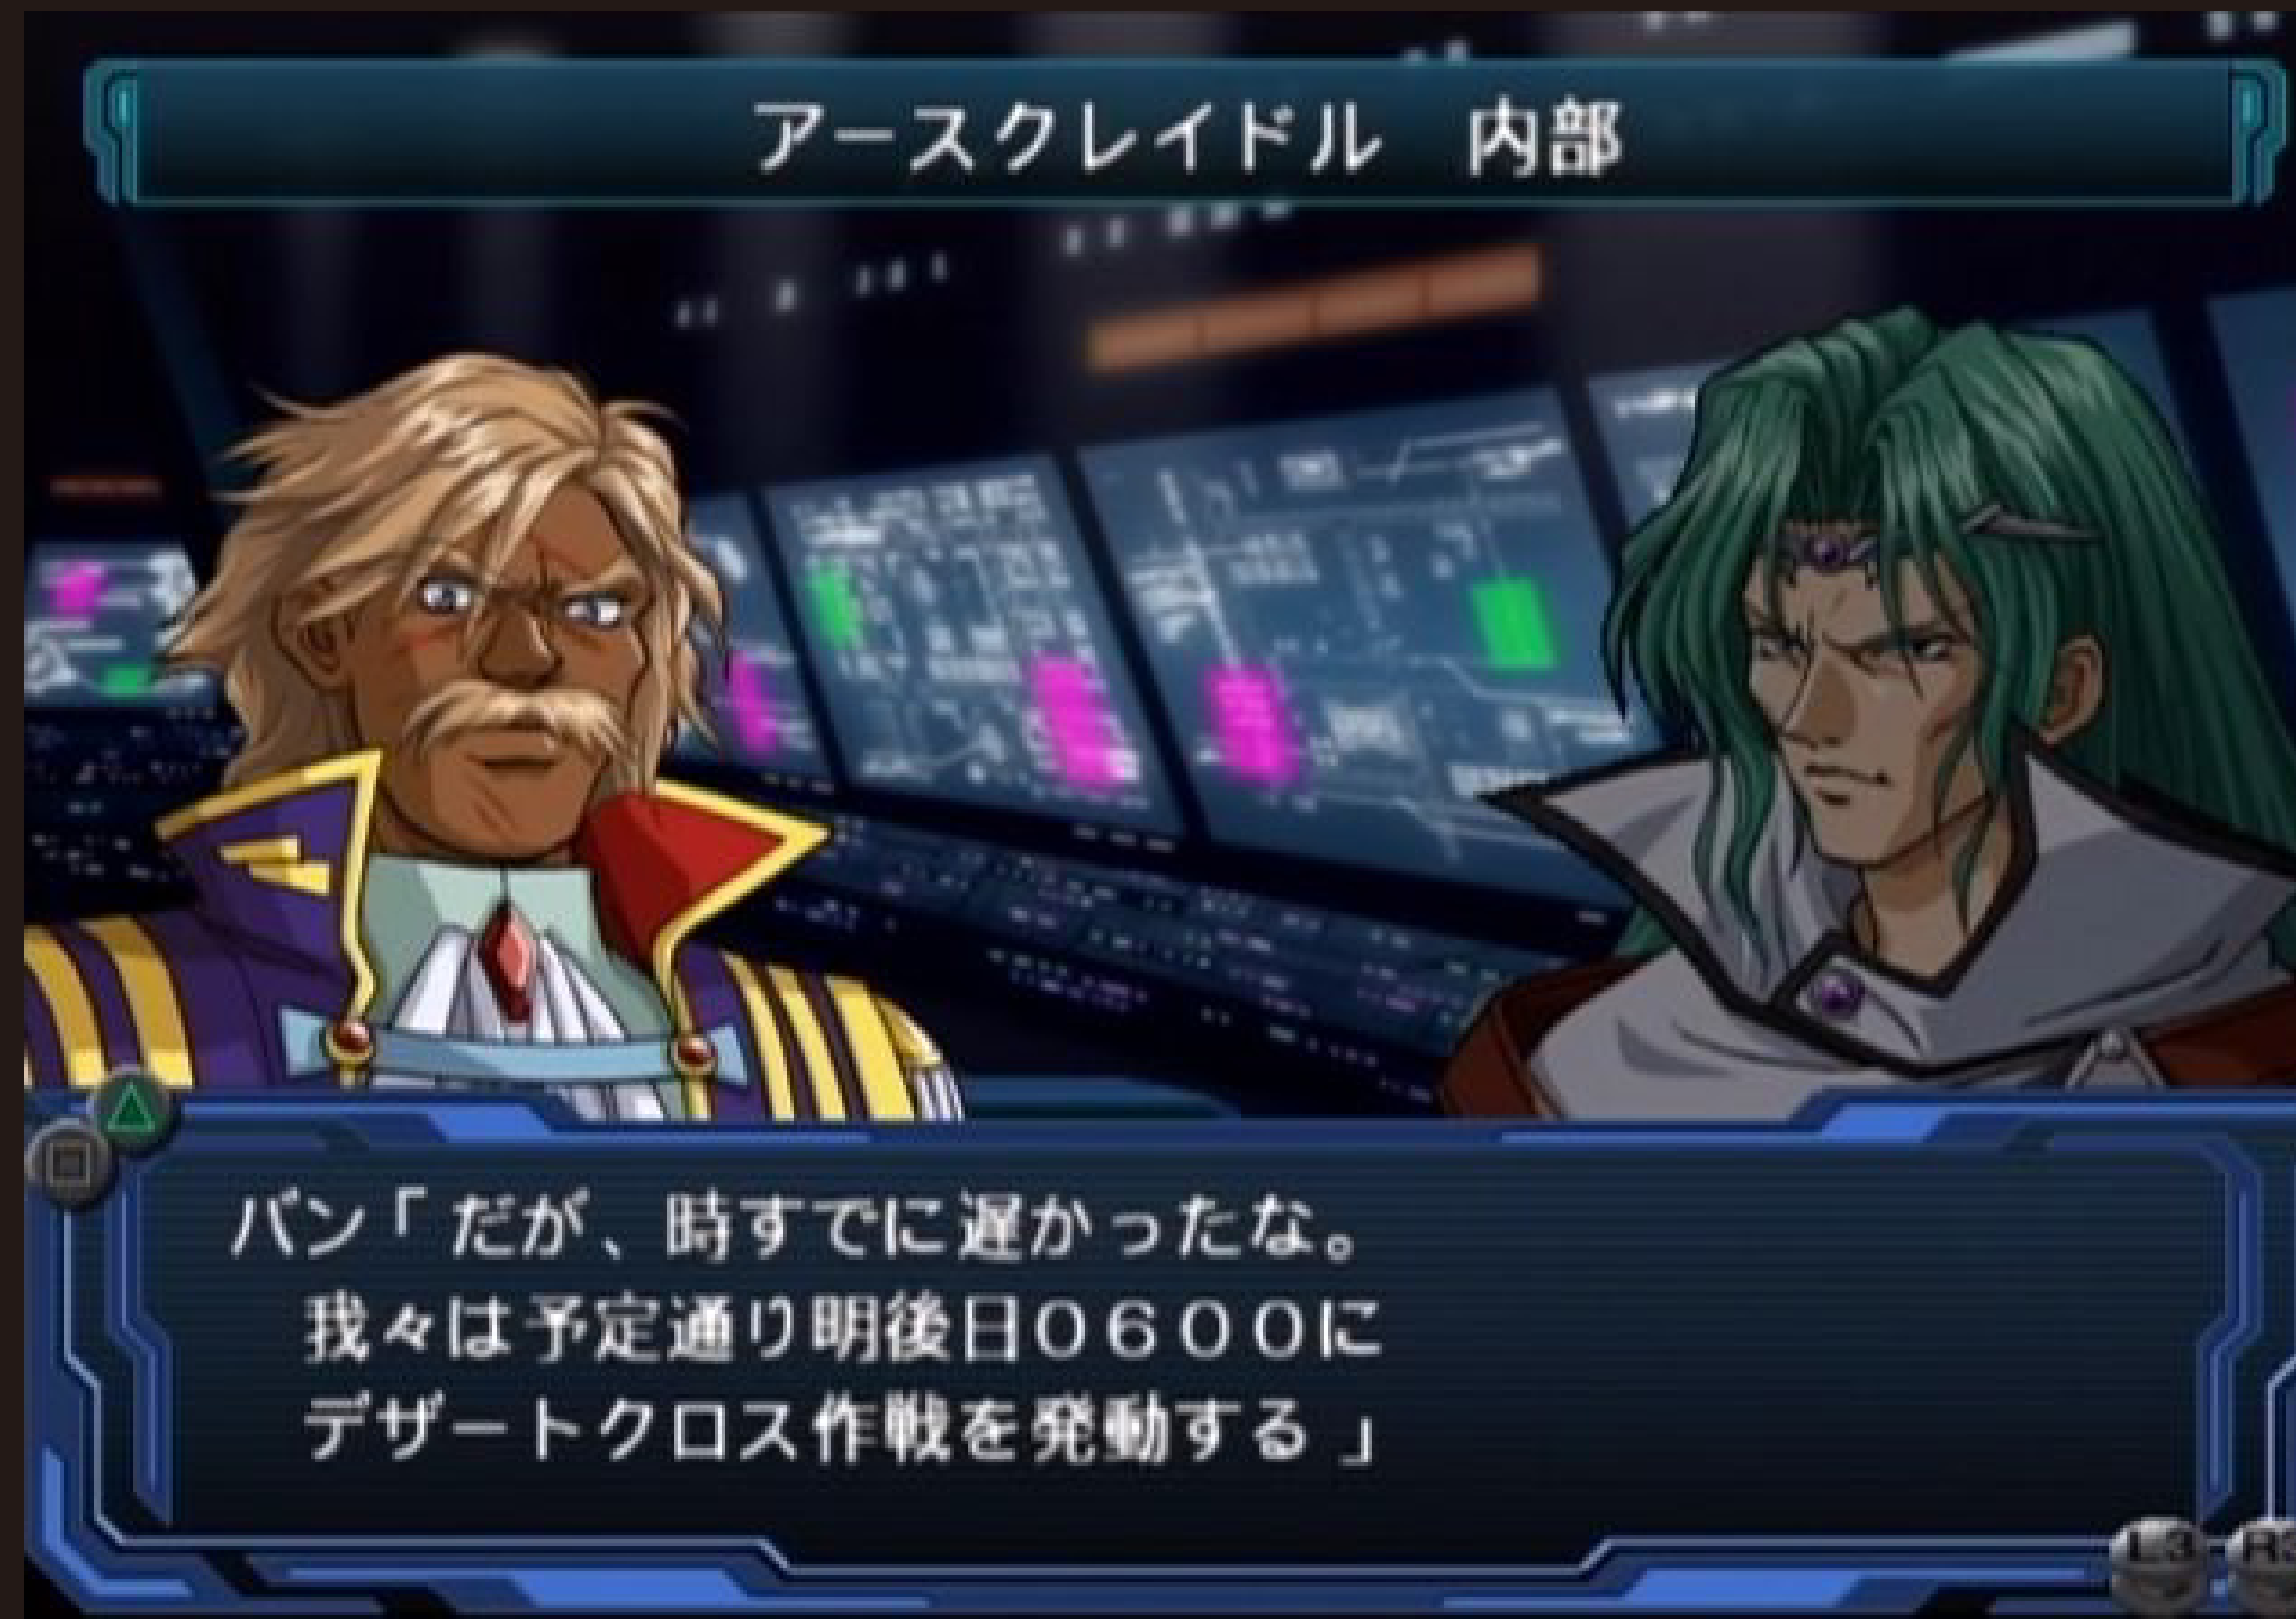 アースクレイドル　内部
バン「だが、時すでに遅かったな。
我々は予定通り明後日０６００に
デザートクロス作戦を発動する」
L3 R3